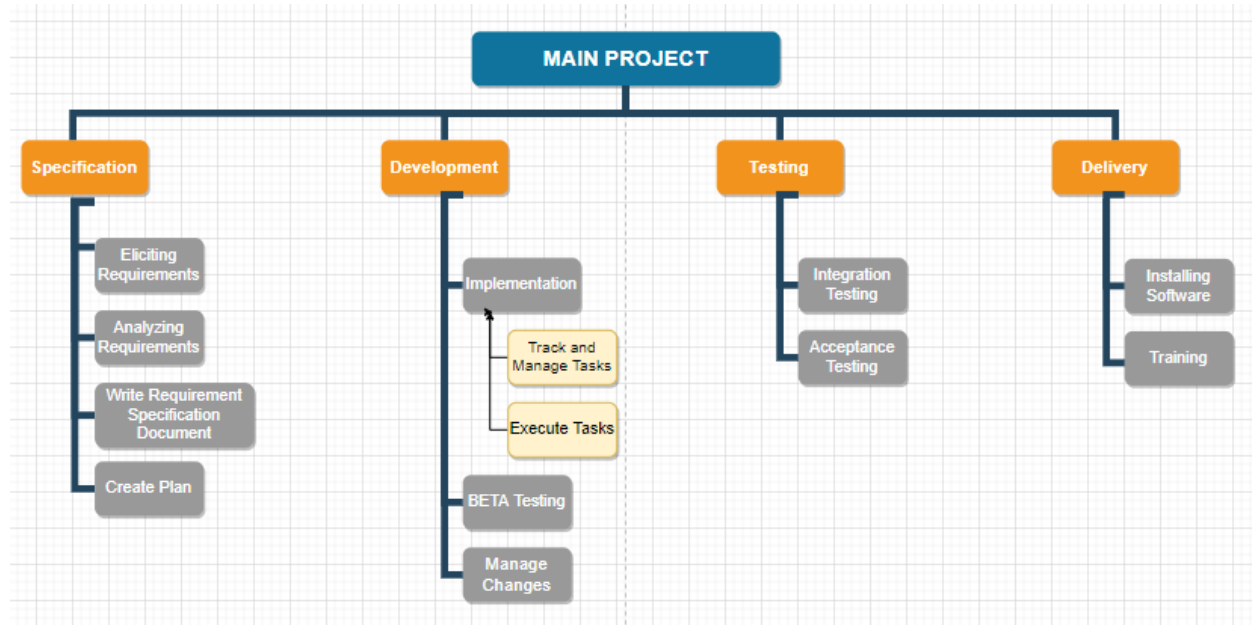 MAIN PROJECT
Specification
Development
Testing
Delivery
Eliciting
Requirements
Analyzing
Requirements
Write Requirement
Specification
Document
Create Plan
Implementation
Track and
Manage Tasks
Execute Tasks
BETA Testing
Manage
Changes
Integration
Testing
Acceptance
Testing
Installing
Software
Training